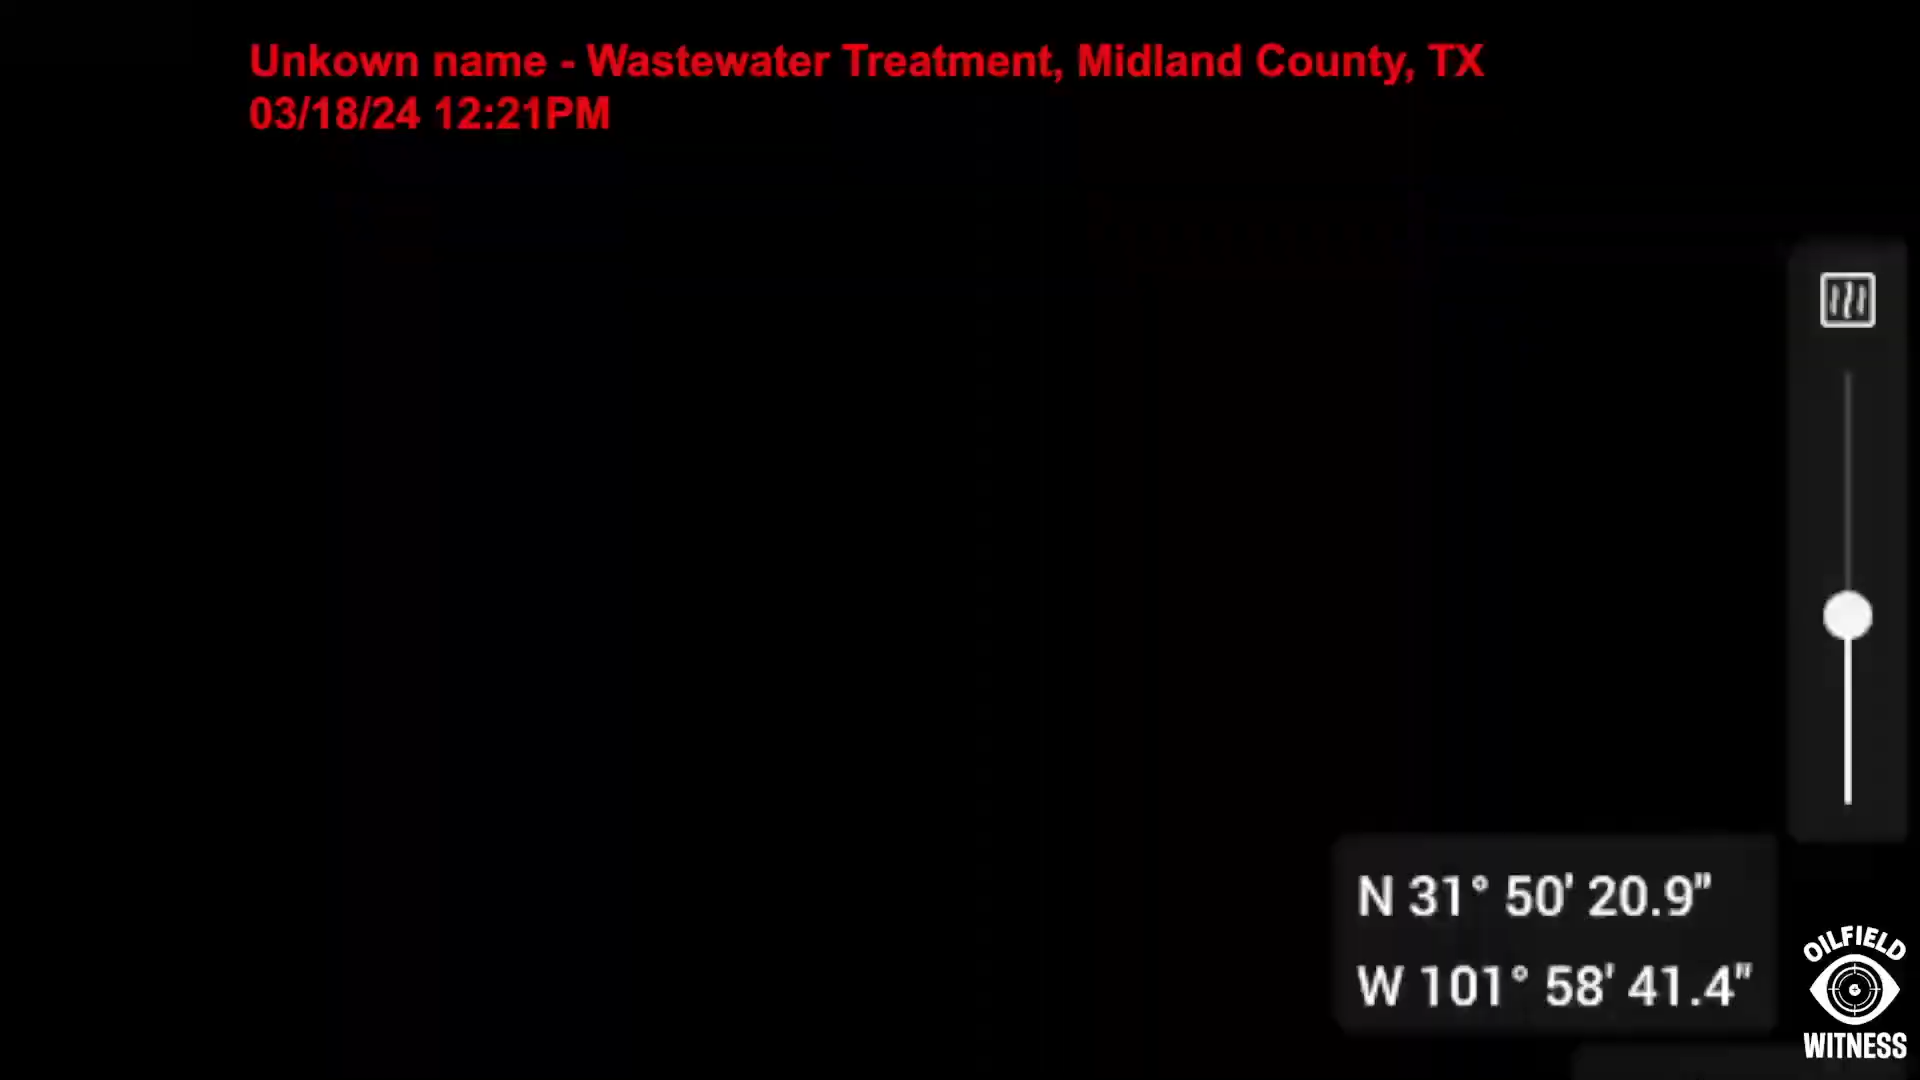 Unkown name - Wastewater Treatment, Midland County, TX
03/18/24 12:21PM
N 31° 50' 20.9"
W 101° 58' 41.4"
OILFIELD
WITNESS